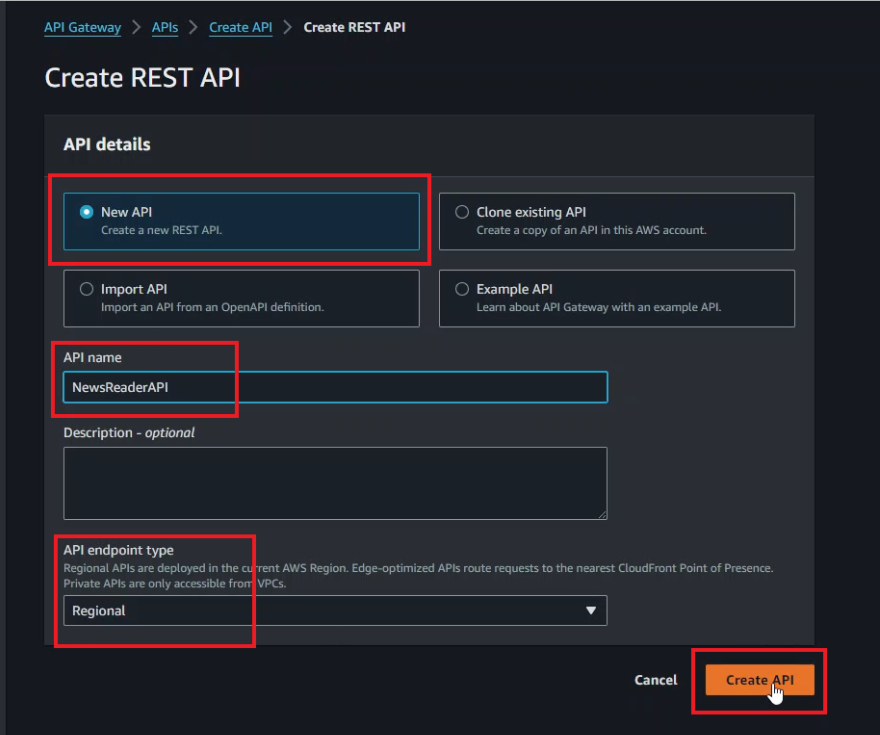 API Gateway > APIs > Create API > Create REST API
Create REST API
API details
New API
Create a new REST API.
Clone existing API
Create a copy of an API in this AWS account.
Import API
Import an API from an OpenAPI definition.
Example API
Learn about API Gateway with an example API.
API name
NewsReaderAPI
Description - optional
API endpoint type
Regional APIs are deployed in the current AWS Region. Edge-optimized APIs route requests to the nearest CloudFront Point of Presence.
Private APIs are only accessible from VPCs.
Regional
Cancel
Create API